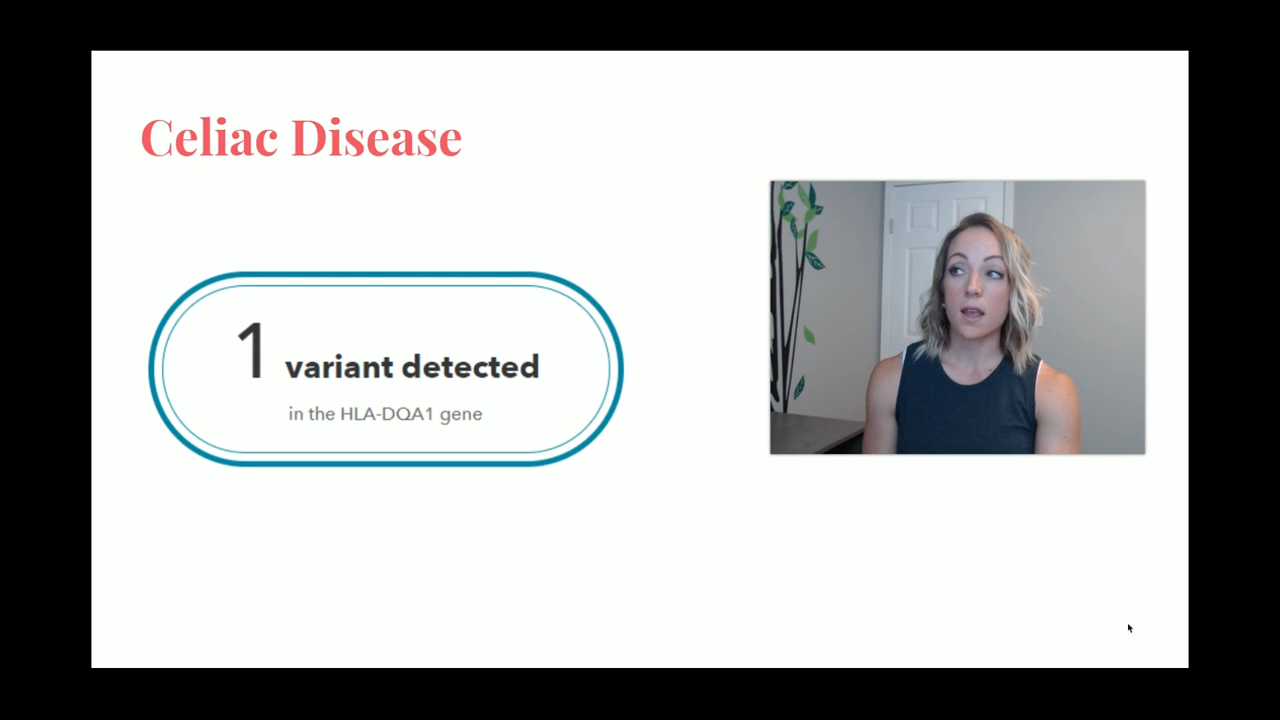 Celiac Disease
1 variant detected
in the HLA-DQA1 gene